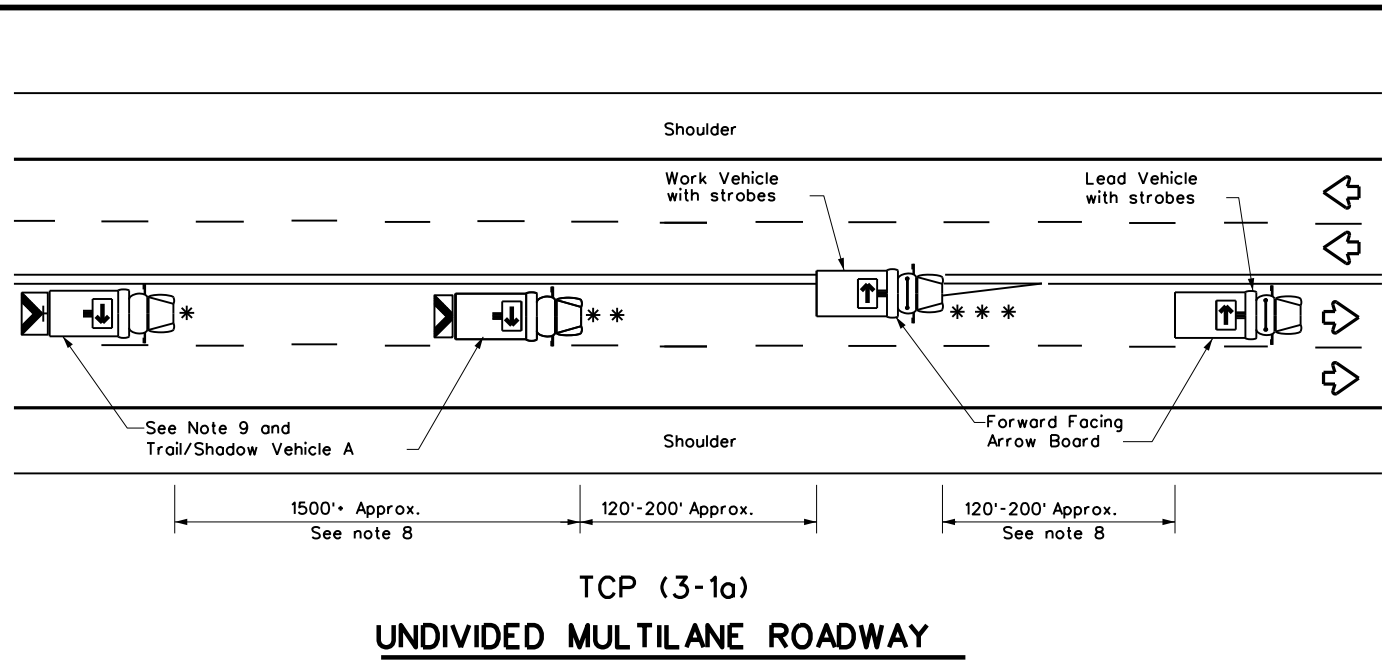 Shoulder
Work Vehicle
with strobes
Lead Vehicle
with strobes
* 
* *
* * *
See Note 9 and
Trail/Shadow Vehicle A
Shoulder
Forward Facing
Arrow Board
1500'+ Approx.
See note 8
120'-200' Approx.
120'-200' Approx.
See note 8
TCP (3-1a)
UNDIVIDED MULTILANE ROADWAY